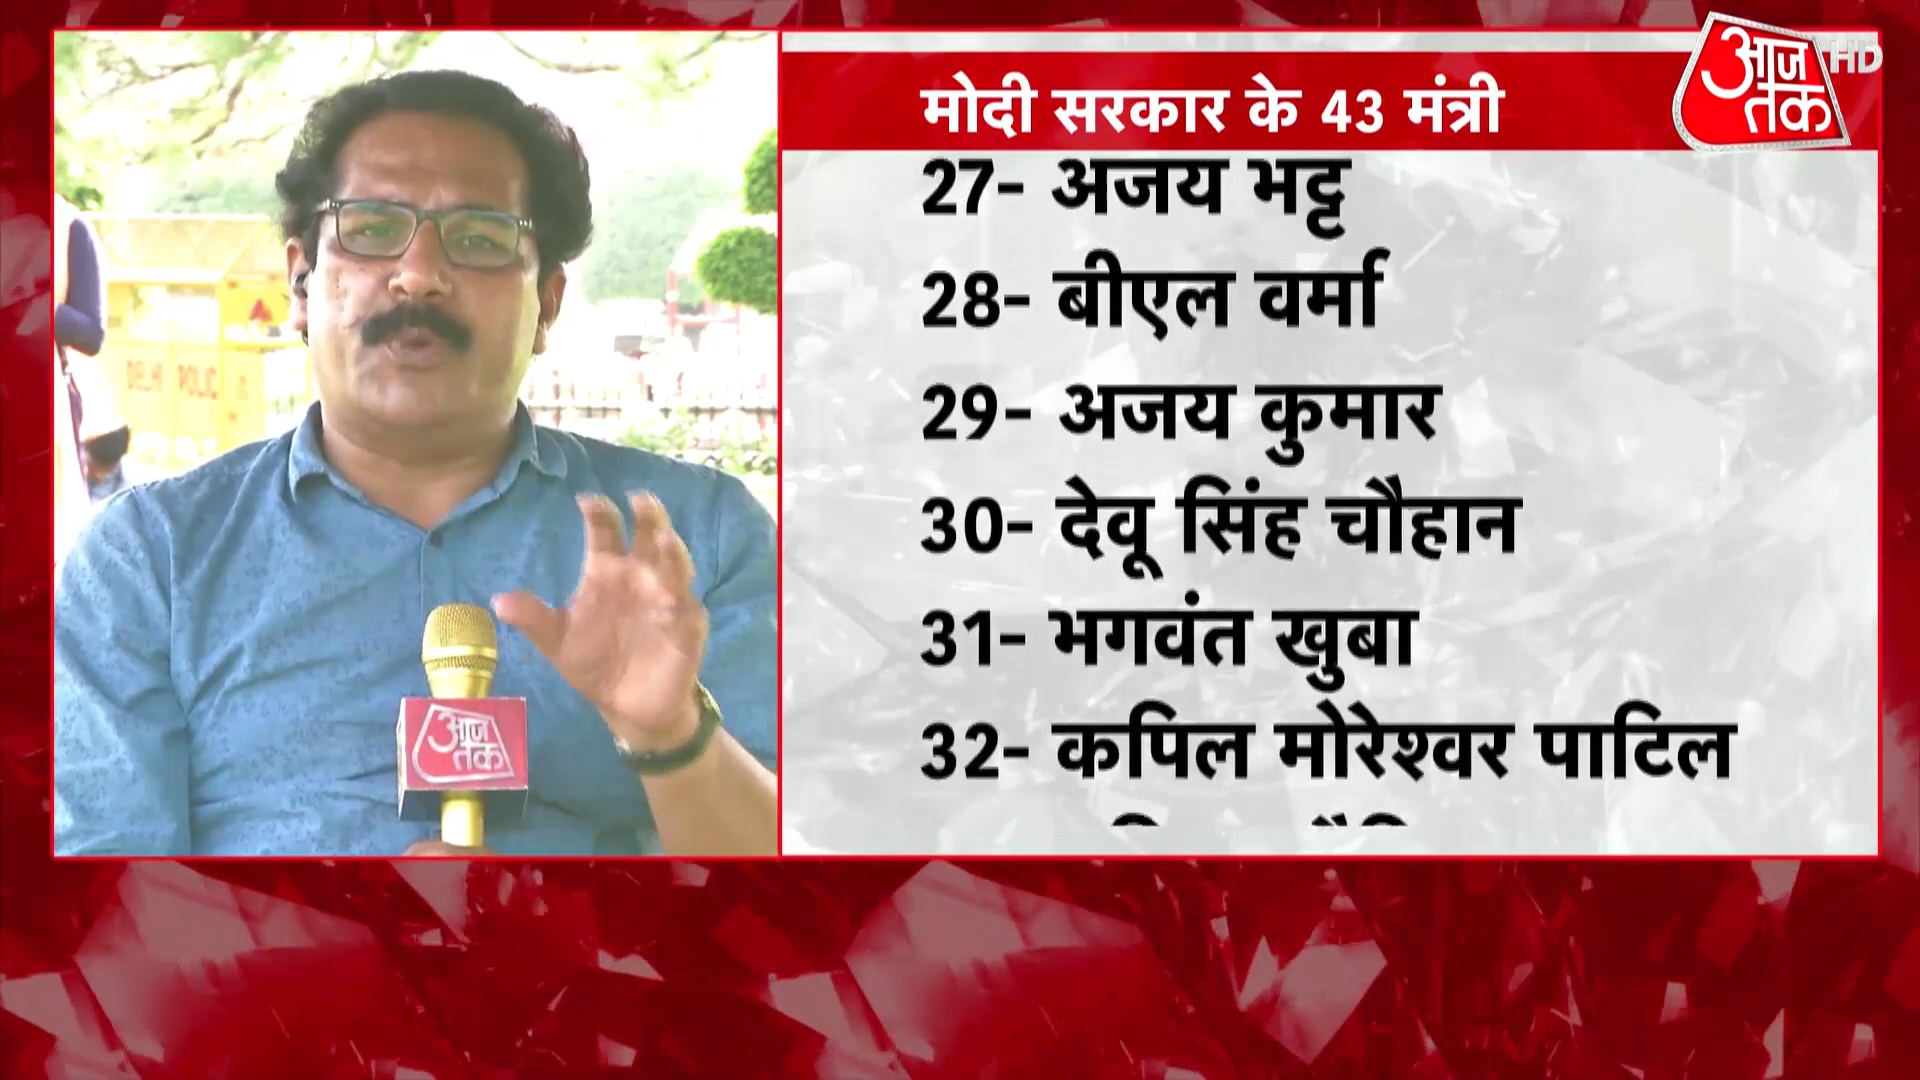 आज तक HD
मोदी सरकार के 43 मंत्री
27- अजय भट्ट
28- बीएल वर्मा
29- अजय कुमार
30- देवू सिंह चौहान
31- भगवंत खुबा
32- कपिल मोरेश्वर पाटिल
DELHI POLIC
आज
तक